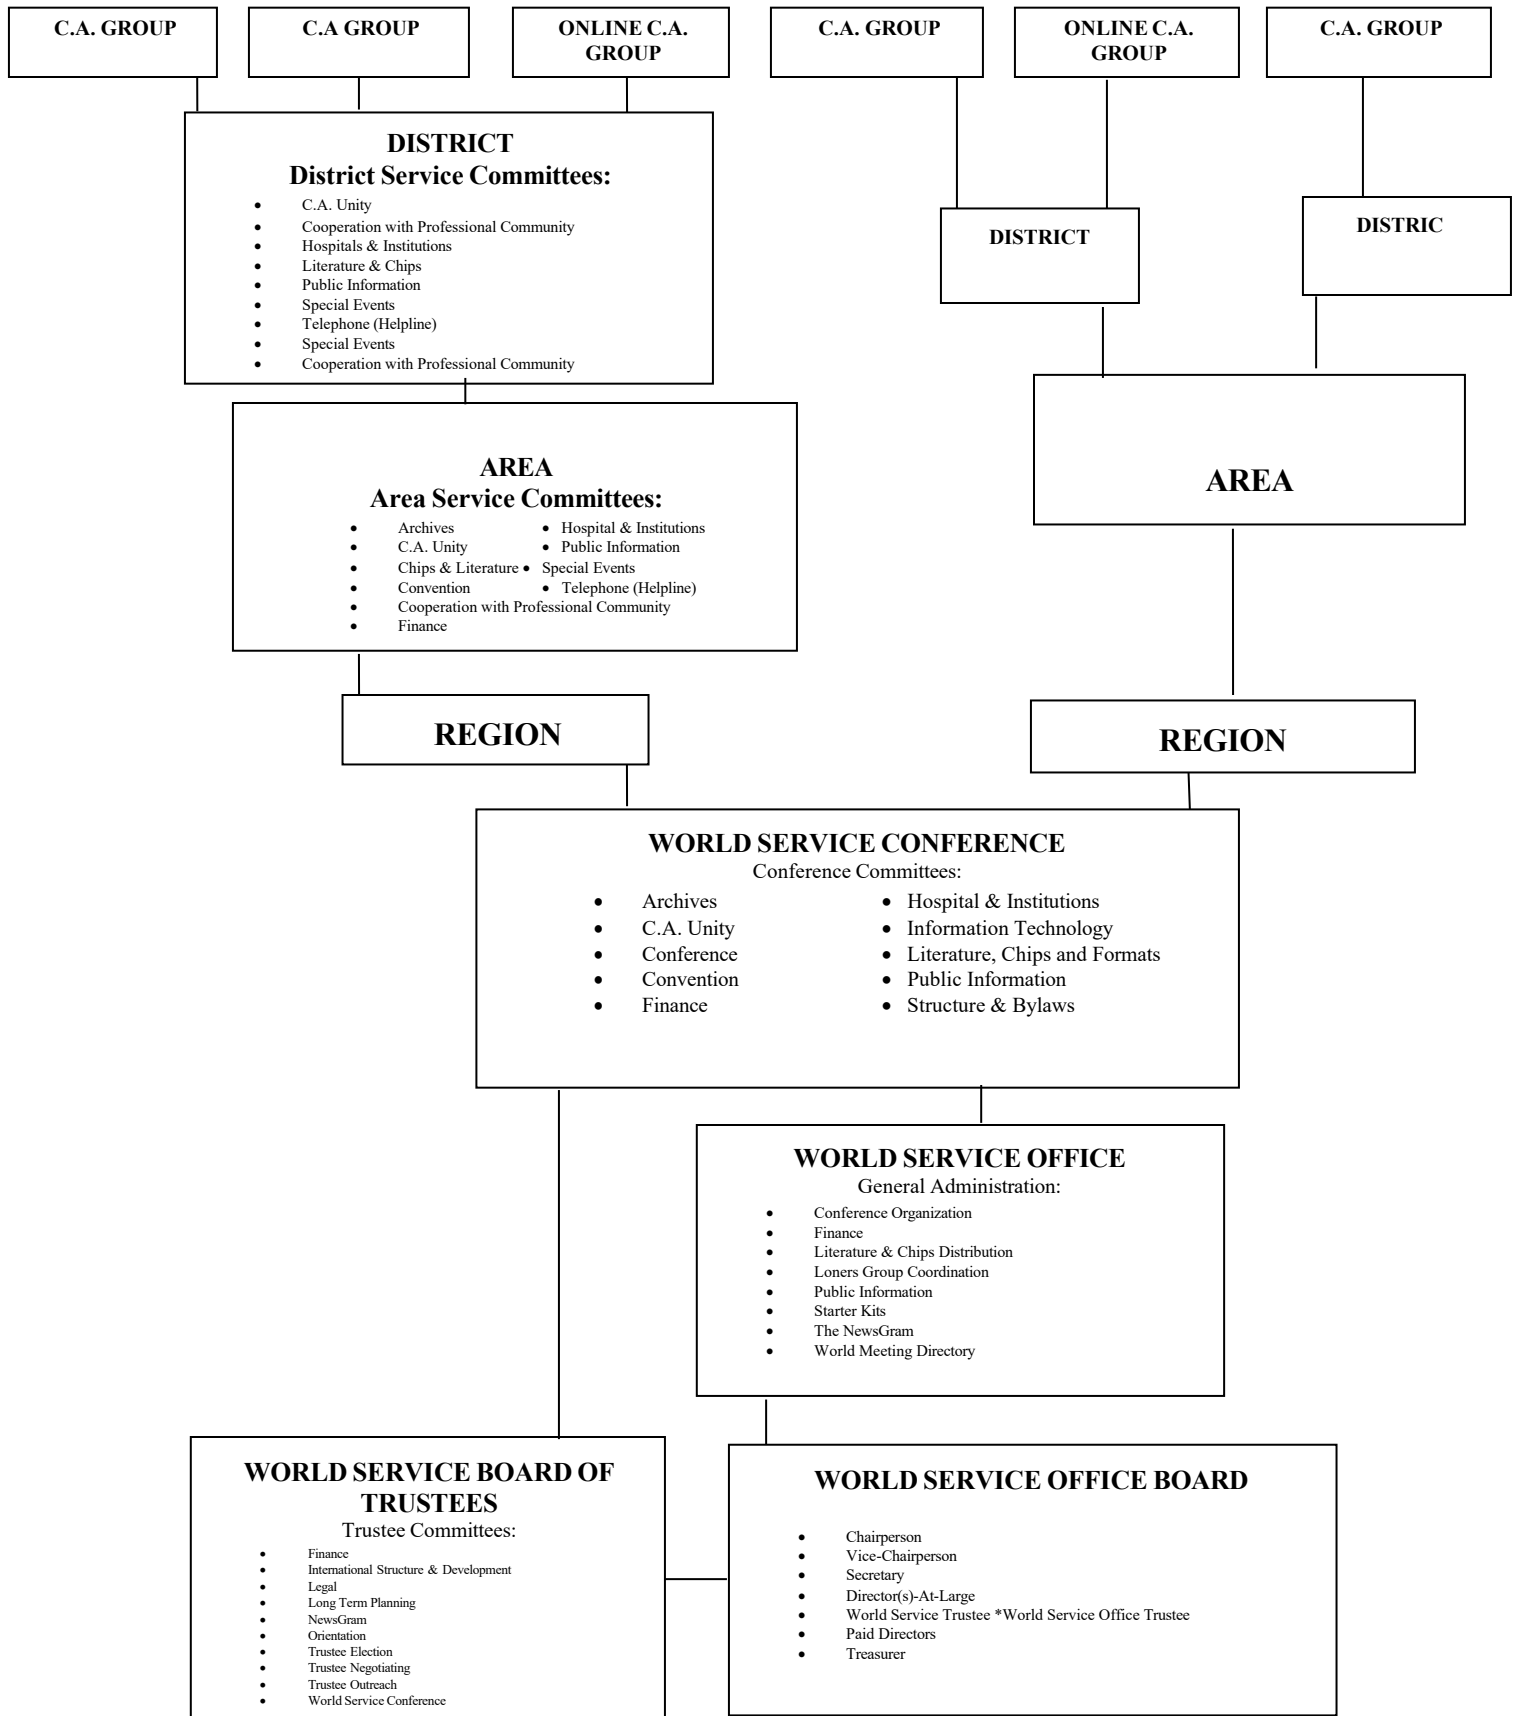 C.A. GROUP
C.A GROUP
ONLINE C.A.
GROUP
C.A. GROUP
ONLINE C.A.
GROUP
C.A. GROUP
DISTRICT
District Service Committees:
• C.A. Unity
• Cooperation with Professional Community
• Hospitals & Institutions
• Literature & Chips
• Public Information
• Special Events
• Telephone (Helpline)
• Special Events
• Cooperation with Professional Community
DISTRICT
DISTRIC
AREA
Area Service Committees:
• Archives • Hospital & Institutions
• C.A. Unity • Public Information
• Chips & Literature • Special Events
• Convention • Telephone (Helpline)
• Cooperation with Professional Community
• Finance
AREA
REGION
REGION
WORLD SERVICE CONFERENCE
Conference Committees:
• Archives • Hospital & Institutions
• C.A. Unity • Information Technology
• Conference • Literature, Chips and Formats
• Convention • Public Information
• Finance • Structure & Bylaws
WORLD SERVICE OFFICE
General Administration:
• Conference Organization
• Finance
• Literature & Chips Distribution
• Loners Group Coordination
• Public Information
• Starter Kits
• The NewsGram
• World Meeting Directory
WORLD SERVICE BOARD OF
TRUSTEES
Trustee Committees:
• Finance
• International Structure & Development
• Legal
• Long Term Planning
• NewsGram
• Orientation
• Trustee Election
• Trustee Negotiating
• Trustee Outreach
• World Service Conference
WORLD SERVICE OFFICE BOARD
• Chairperson
• Vice-Chairperson
• Secretary
• Director(s)-At-Large
• World Service Trustee *World Service Office Trustee
• Paid Directors
• Treasurer